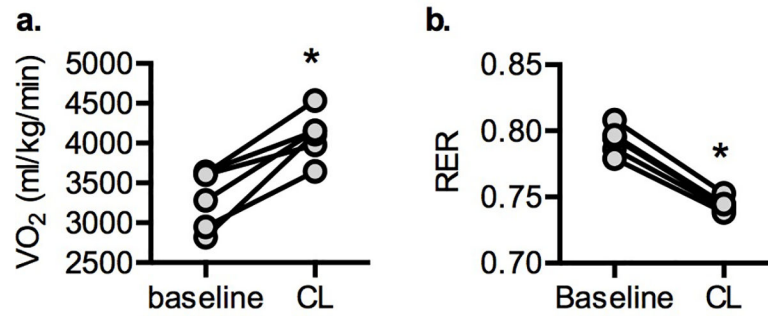 a.
VO₂ (ml/kg/min)
5000
4500
4000
3500
3000
2500
*
baseline CL
b.
RER
0.85
0.80
0.75
0.70
*
Baseline CL